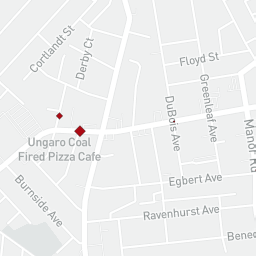 Cortlandt St
Derby Ct
Floyd St
Greenleaf Ave
DuBois Ave
Manor Rd
Ungaro Coal
Fired Pizza Cafe
Burnside Ave
Egbert Ave
Ravenhurst Ave
Bene